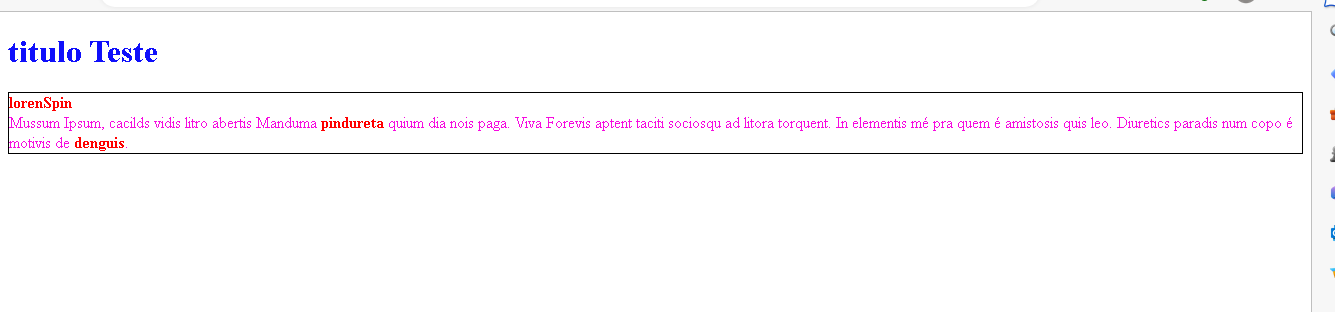 titulo Teste
lorenSpin
Mussum Ipsum, cacilds vidis litro abertis Manduma pindureta quium dia nois paga. Viva Forevis aptent taciti sociosqu ad litora torquent. In elementis mé pra quem é amistosis quis leo. Diuretics paradis num copo é
motivis de denguis.